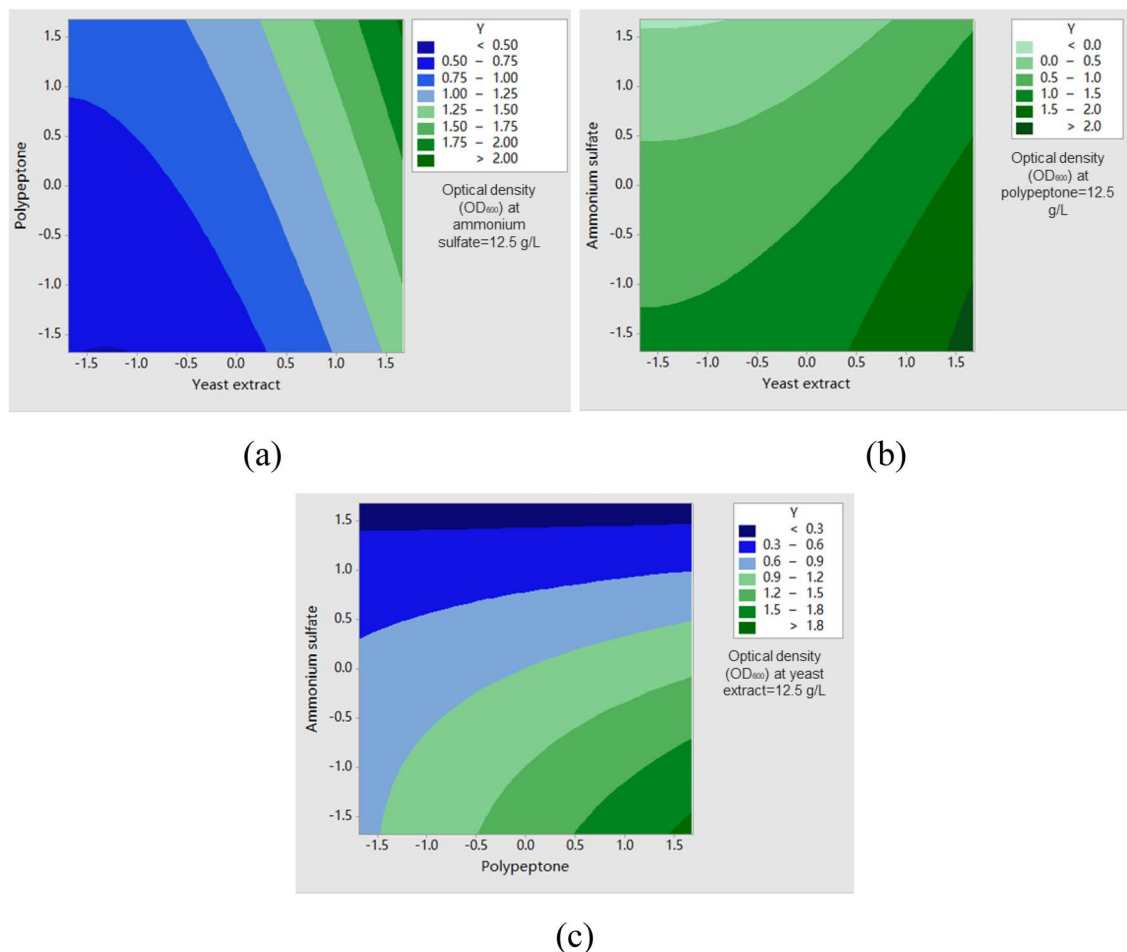 Y
< 0.50
0.50 – 0.75
0.75 – 1.00
1.00 – 1.25
1.25 – 1.50
1.50 – 1.75
1.75 – 2.00
> 2.00
Optical density
(OD₆₀₀) at
ammonium
sulfate=12.5 g/L
Polypeptone
1.5
1.0
0.5
0.0
-0.5
-1.0
-1.5
-1.5 -1.0 -0.5 0.0 0.5 1.0 1.5
Yeast extract
(a)
Y
< 0.0
0.0 – 0.5
0.5 – 1.0
1.0 – 1.5
1.5 – 2.0
> 2.0
Optical density
(OD₆₀₀) at
polypeptone=12.5
g/L
Ammonium sulfate
1.5
1.0
0.5
0.0
-0.5
-1.0
-1.5
-1.5 -1.0 -0.5 0.0 0.5 1.0 1.5
Yeast extract
(b)
Y
< 0.3
0.3 – 0.6
0.6 – 0.9
0.9 – 1.2
1.2 – 1.5
1.5 – 1.8
> 1.8
Optical density
(OD₆₀₀) at yeast
extract=12.5 g/L
Ammonium sulfate
1.5
1.0
0.5
0.0
-0.5
-1.0
-1.5
-1.5 -1.0 -0.5 0.0 0.5 1.0 1.5
Polypeptone
(c)